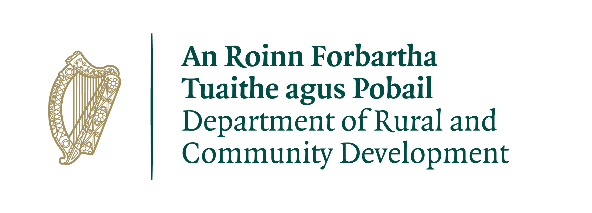 An Roinn Forbartha
Tuaithe agus Pobail
Department of Rural and
Community Development